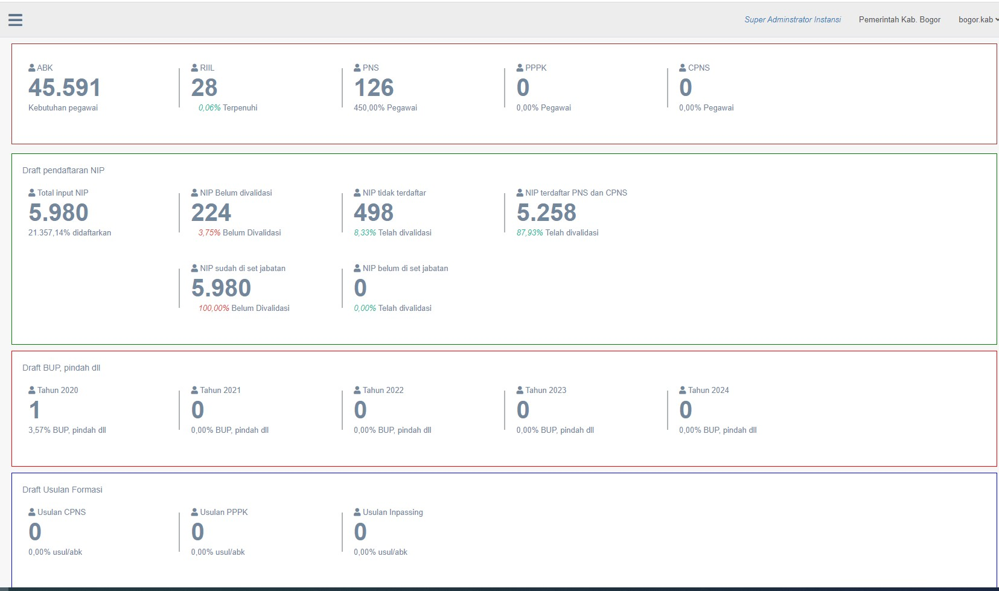 Super Adminstrator Instansi
Pemerintah Kab. Bogor
bogor.kab
ABK
45.591
Kebutuhan pegawai
RIIL
28
0,06% Terpenuhi
PNS
126
450,00% Pegawai
PPPK
0
0,00% Pegawai
CPNS
0
0,00% Pegawai
Draft pendaftaran NIP
Total input NIP
5.980
21.357,14% didaftarkan
NIP Belum divalidasi
224
3,75% Belum Divalidasi
NIP tidak terdaftar
498
8,33% Telah divalidasi
NIP terdaftar PNS dan CPNS
5.258
87,93% Telah divalidasi
NIP sudah di set jabatan
5.980
100,00% Belum Divalidasi
NIP belum di set jabatan
0
0,00% Telah divalidasi
Draft BUP, pindah dll
Tahun 2020
1
3,57% BUP, pindah dll
Tahun 2021
0
0,00% BUP, pindah dll
Tahun 2022
0
0,00% BUP, pindah dll
Tahun 2023
0
0,00% BUP, pindah dll
Tahun 2024
0
0,00% BUP, pindah dll
Draft Usulan Formasi
Usulan CPNS
0
0,00% usul/abk
Usulan PPPK
0
0,00% usul/abk
Usulan Inpassing
0
0,00% usul/abk